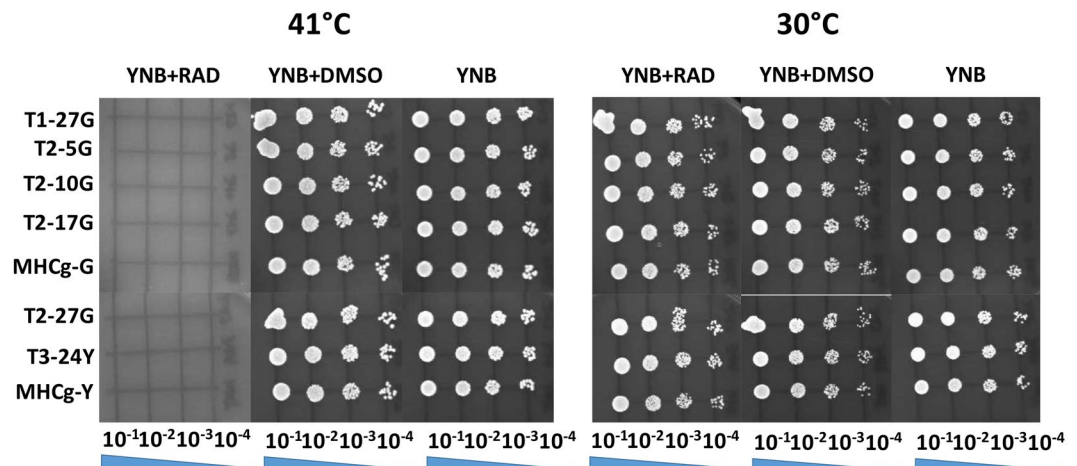 41°C 30°C
YNB+RAD YNB+DMSO YNB YNB+RAD YNB+DMSO YNB
T1-27G
T2-5G
T2-10G
T2-17G
MHCg-G
T2-27G
T3-24Y
MHCg-Y
10-1 10-2 10-3 10-4 10-1 10-2 10-3 10-4 10-1 10-2 10-3 10-4 10-1 10-2 10-3 10-4 10-1 10-2 10-3 10-4 10-1 10-2 10-3 10-4